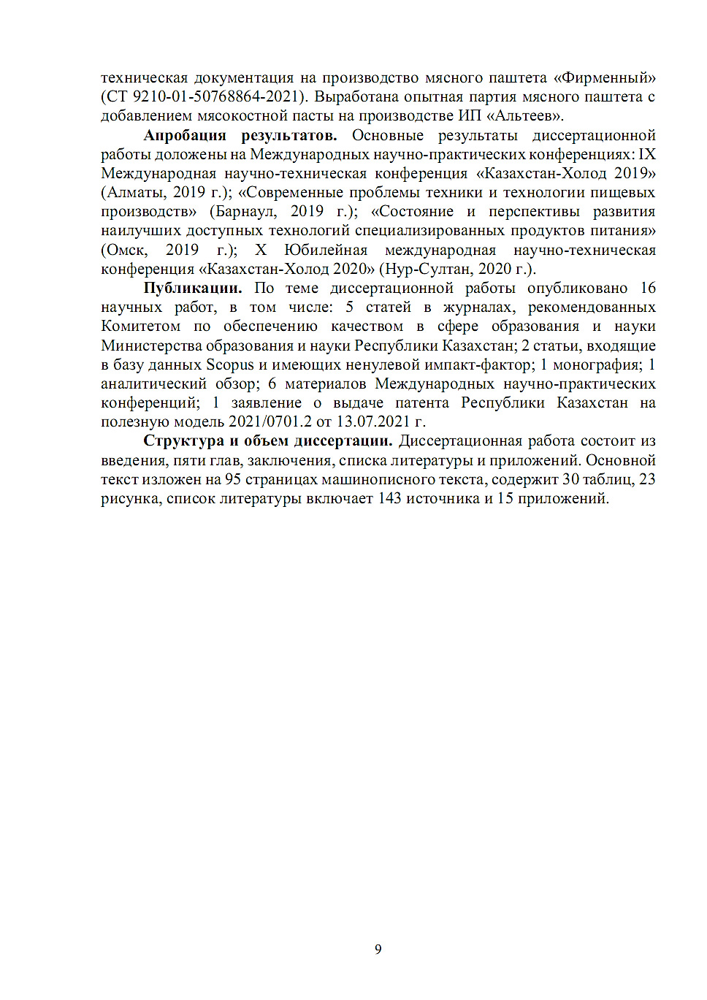 техническая документация на производство мясного паштета «Фирменный»
(СТ 9210-01-50768864-2021). Выработана опытная партия мясного паштета с
добавлением мясокостной пасты на производстве ИП «Альтеев».
Апробация результатов. Основные результаты диссертационной
работы доложены на Международных научно-практических конференциях: IX
Международная научно-техническая конференция «Казахстан-Холод 2019»
(Алматы, 2019 г.); «Современные проблемы техники и технологии пищевых
производств» (Барнаул, 2019 г.); «Состояние и перспективы развития
наилучших доступных технологий специализированных продуктов питания»
(Омск, 2019 г.); X Юбилейная международная научно-техническая
конференция «Казахстан-Холод 2020» (Нур-Султан, 2020 г.).
Публикации. По теме диссертационной работы опубликовано 16
научных работ, в том числе: 5 статей в журналах, рекомендованных
Комитетом по обеспечению качеством в сфере образования и науки
Министерства образования и науки Республики Казахстан; 2 статьи, входящие
в базу данных Scopus и имеющих ненулевой импакт-фактор; 1 монография; 1
аналитический обзор; 6 материалов Международных научно-практических
конференций; 1 заявление о выдаче патента Республики Казахстан на
полезную модель 2021/0701.2 от 13.07.2021 г.
Структура и объем диссертации. Диссертационная работа состоит из
введения, пяти глав, заключения, списка литературы и приложений. Основной
текст изложен на 95 страницах машинописного текста, содержит 30 таблиц, 23
рисунка, список литературы включает 143 источника и 15 приложений.
9